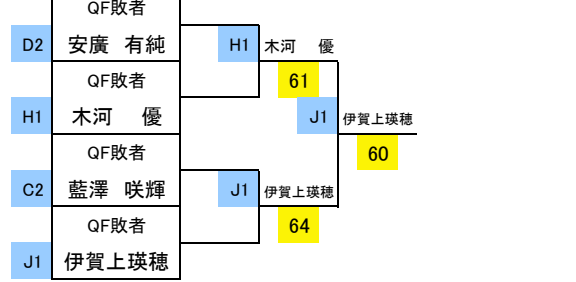 QF敗者
D2 安廣 有純 H1 木河 優
QF敗者 61
H1 木河 優 J1 伊賀上瑛穂
QF敗者 60
C2 藍澤 咲輝 J1 伊賀上瑛穂
QF敗者 64
J1 伊賀上瑛穂